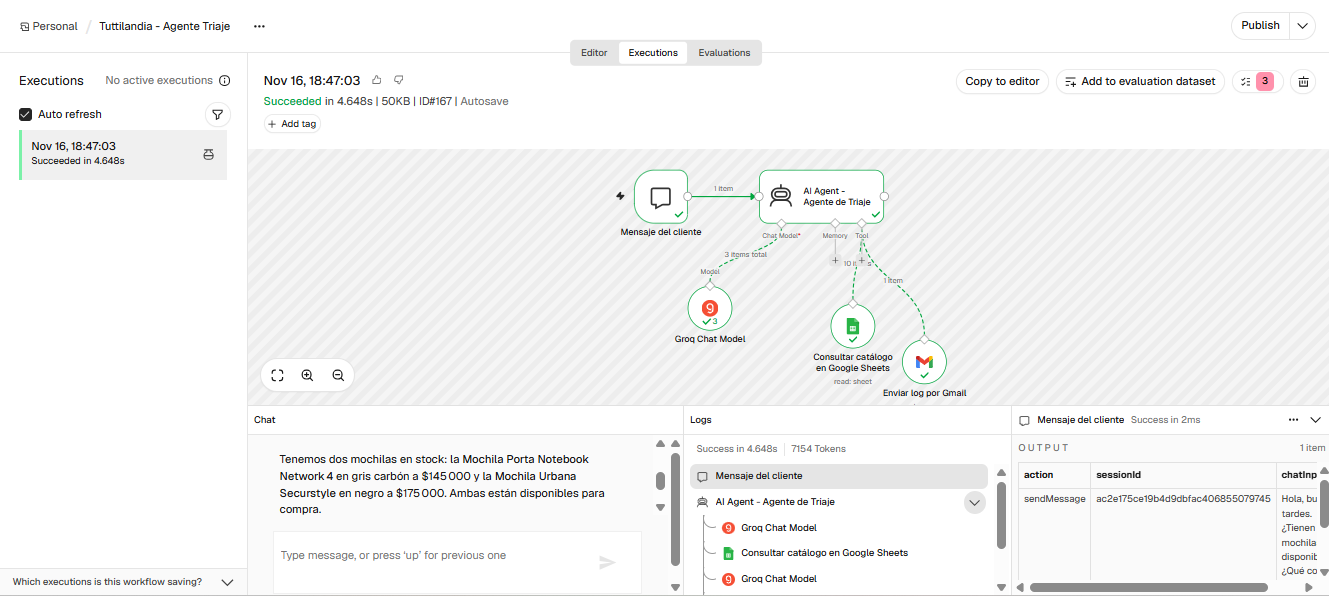 Personal / Tuttilandia - Agente Triaje ...
Publish
Editor Executions Evaluations
Executions No active executions
Auto refresh
Nov 16, 18:47:03
Succeeded in 4.648s
Which executions is this workflow saving?
Nov 16, 18:47:03
Succeeded in 4.648s | 50KB | ID#167 | Autosave
+ Add tag
Copy to editor
Add to evaluation dataset
3
Mensaje del cliente
1 item
AI Agent -
Agente de Triaje
Chat Model*
Memory
Tool
3 items total
Model
9
3
Groq Chat Model
1 item
Consultar catálogo
en Google Sheets
read: sheet
Enviar log por Gmail
Chat
Tenemos dos mochilas en stock: la Mochila Porta Notebook
Network 4 en gris carbón a $145 000 y la Mochila Urbana
Securstyle en negro a $175 000. Ambas están disponibles para
compra.
Type message, or press ‘up’ for previous one
Logs
Success in 4.648s | 7154 Tokens
Mensaje del cliente
AI Agent - Agente de Triaje
9 Groq Chat Model
Consultar catálogo en Google Sheets
9 Groq Chat Model
Mensaje del cliente Success in 2ms ...
OUTPUT
1 item
action sessionId chatInp
sendMessage ac2e175ce19b4d9dbfac406855079745 Hola, bu
tardes.
¿Tienen
mochila
disponib
¿Qué co